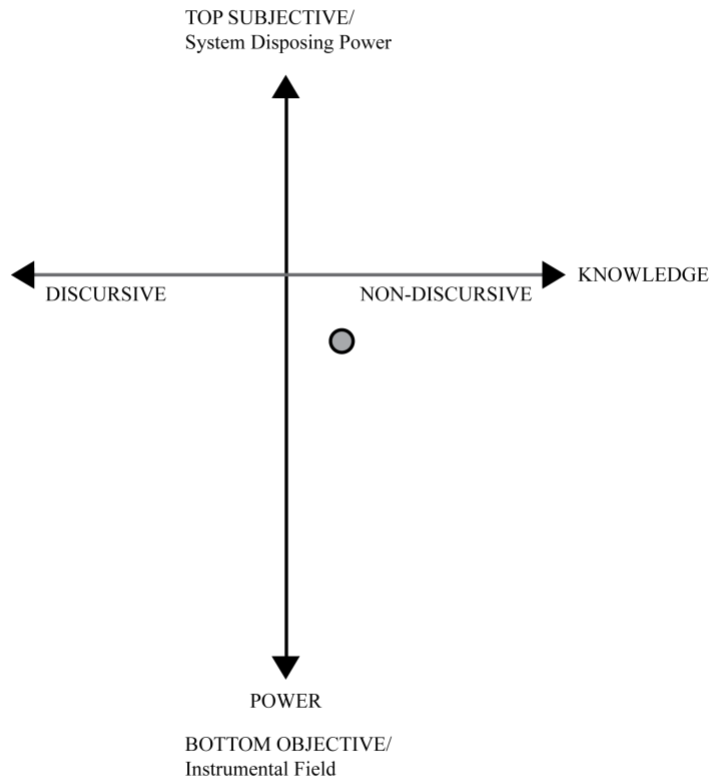 TOP SUBJECTIVE/
System Disposing Power
KNOWLEDGE
DISCURSIVE
NON-DISCURSIVE
POWER
BOTTOM OBJECTIVE/
Instrumental Field